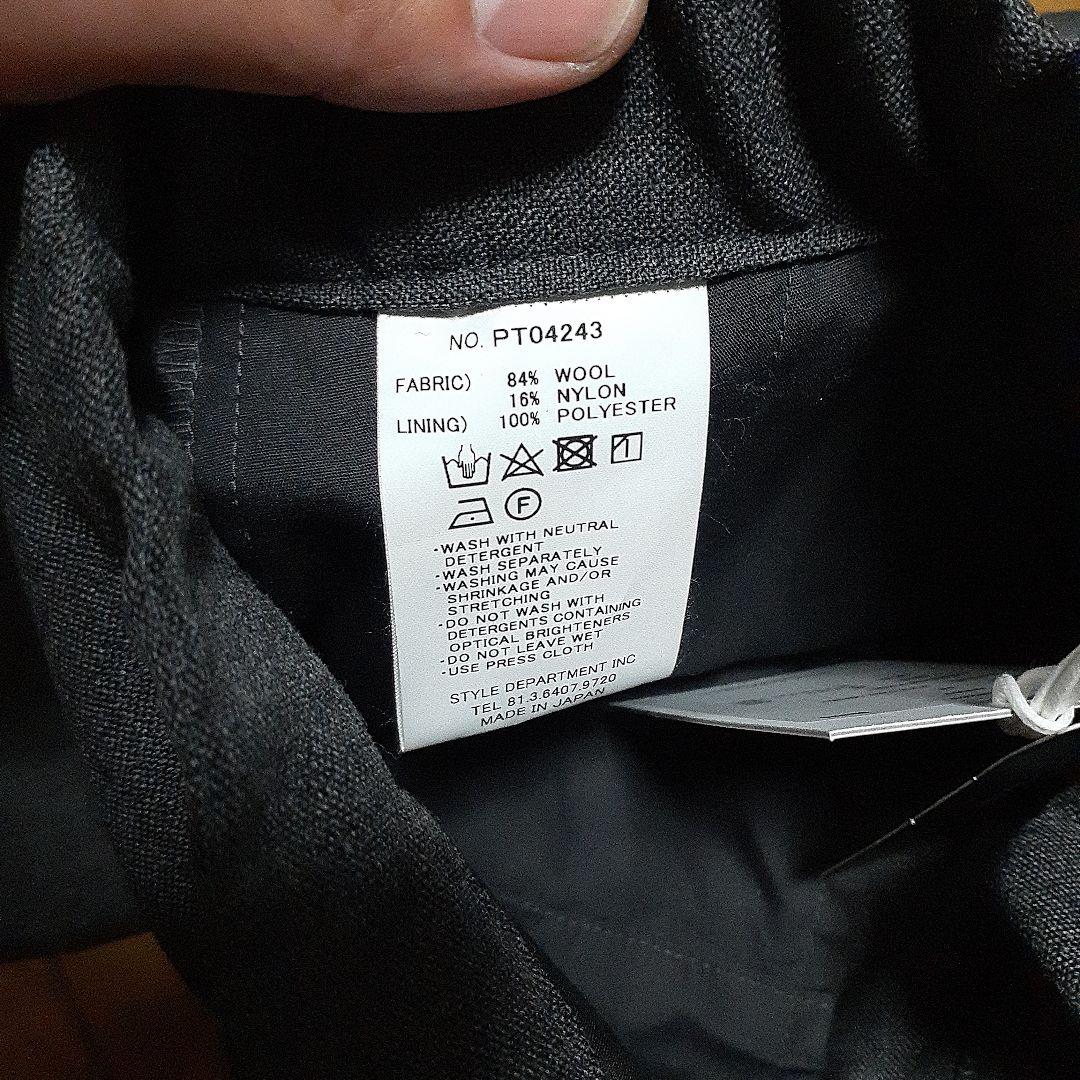 NO. PT04243
FABRIC) 84% WOOL
16% NYLON
LINING) 100% POLYESTER
F
-WASH WITH NEUTRAL
DETERGENT
-WASH SEPARATELY
-WASHING MAY CAUSE
SHRINKAGE AND/OR
STRETCHING
-DO NOT WASH WITH
DETERGENTS CONTAINING
OPTICAL BRIGHTENERS
-DO NOT LEAVE WET
-USE PRESS CLOTH
STYLE DEPARTMENT INC
TEL 81.3.6407.9720
MADE IN JAPAN